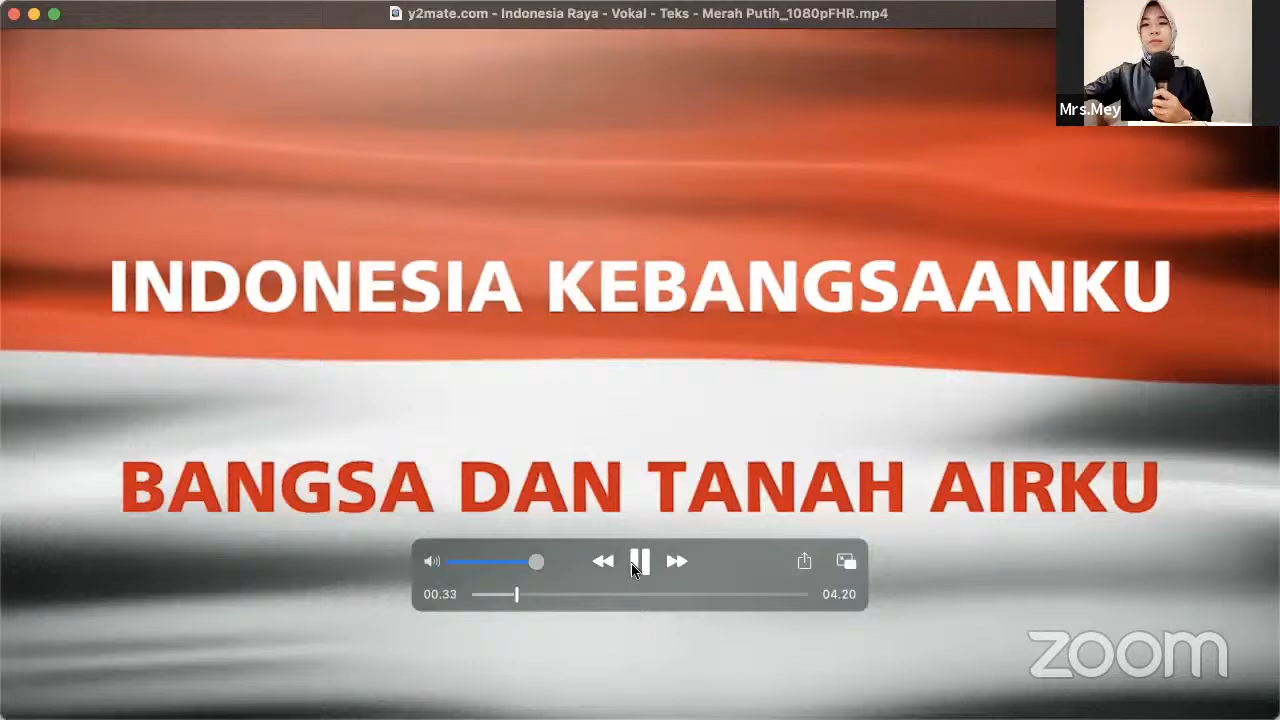 y2mate.com - Indonesia Raya - Vokal - Teks - Merah Putih_1080pFHR.mp4
Mrs.Mey
INDONESIA KEBANGSAANKU
BANGSA DAN TANAH AIRKU
00.33
04.20
zoom